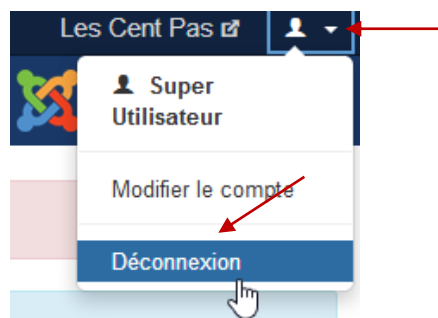 Les Cent Pas
Super
Utilisateur
Modifier le compte
Déconnexion